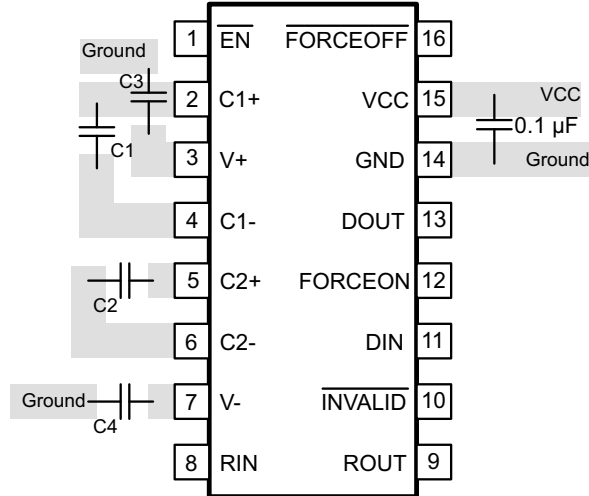 1 EN FORCEOFF 16
Ground
C3
2 C1+ VCC 15 VCC
0.1 µF
C1
3 V+ GND 14 Ground
4 C1- DOUT 13
5 C2+ FORCEON 12
C2
6 C2- DIN 11
Ground 7 V- INVALID 10
C4
8 RIN ROUT 9